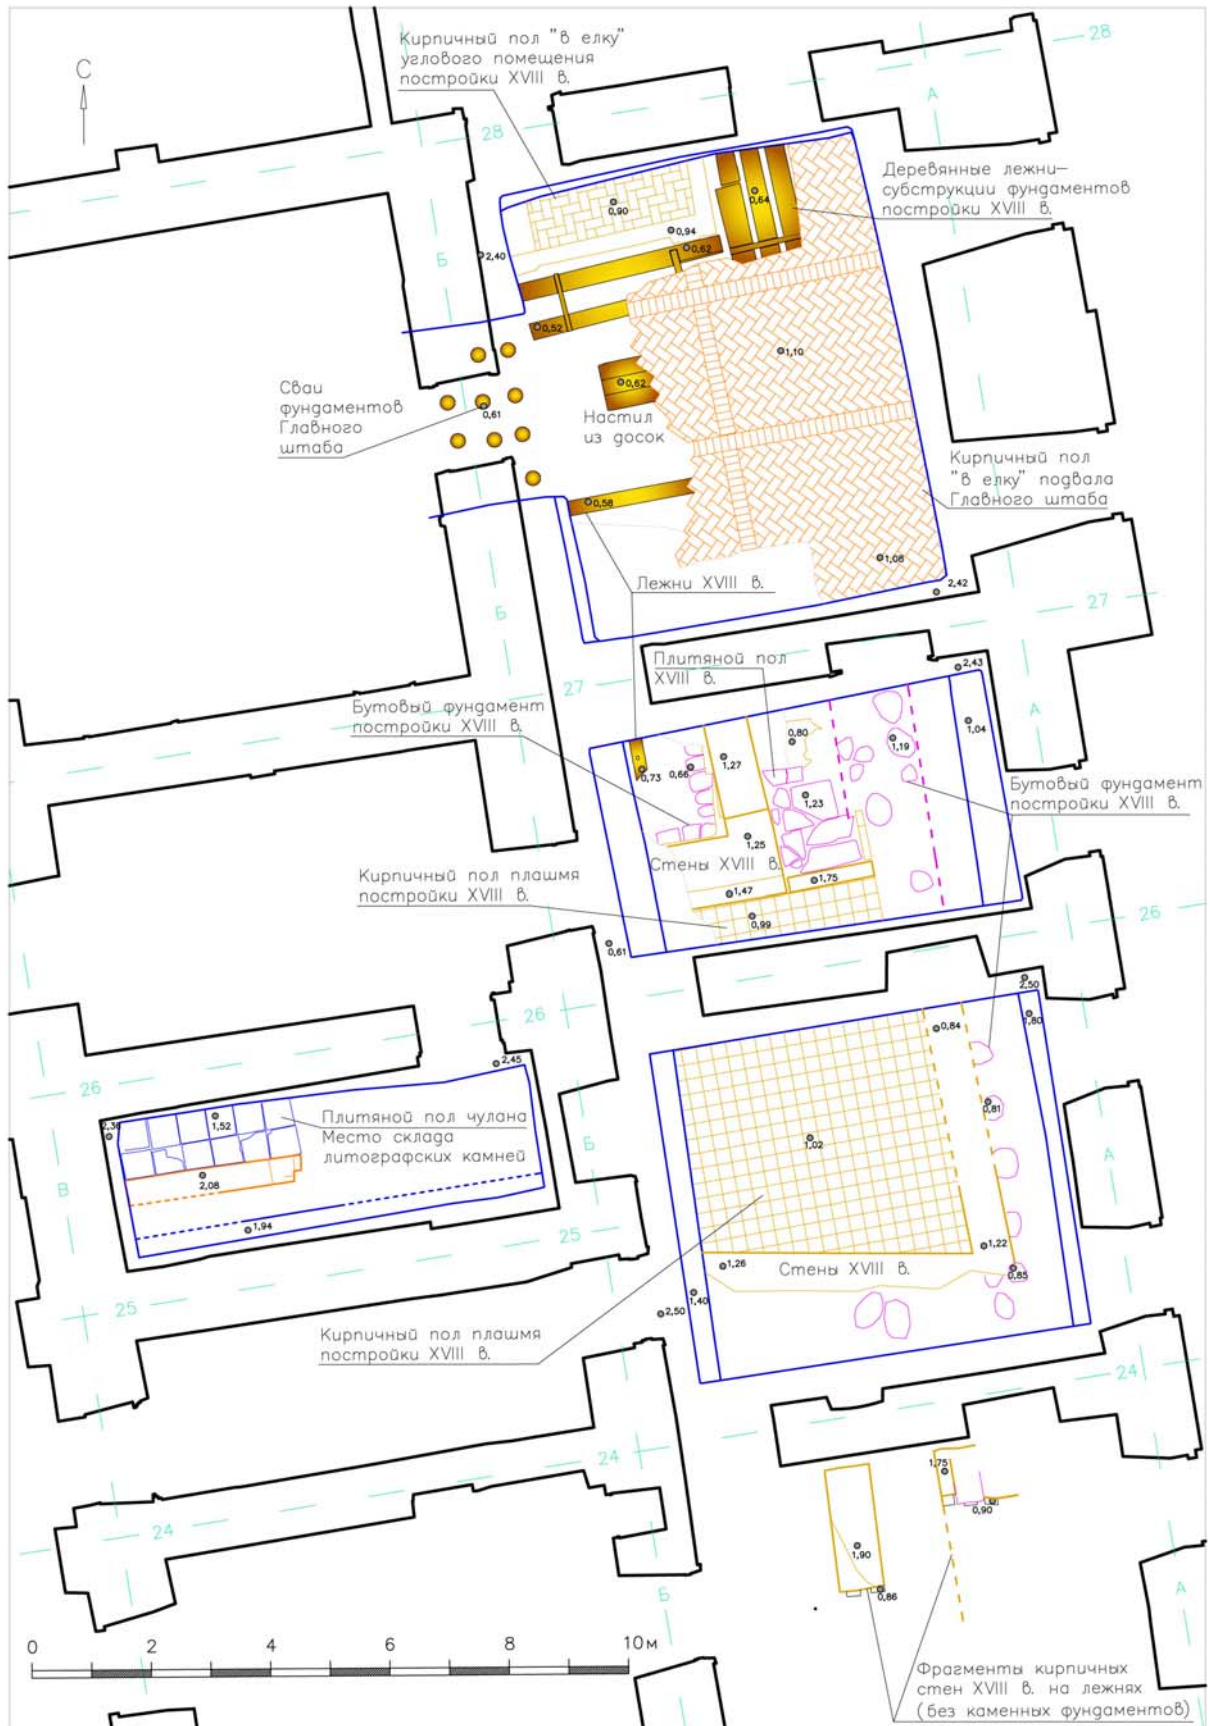 С
Кирпичный пол "в елку"
углового помещения
постройки XVIII в.
28
28
А
Деревянные лежни-
субструкции фундаментов
постройки XVIII в.
0,90
0,64
0,94
0,62
2,40
Б
0,52
1,10
0,62
Сваи
фундаментов
Главного
штаба
0,61
Настил
из досок
Кирпичный пол
"в елку" подвала
Главного штаба
0,58
1,08
2,42
Лежни XVIII в.
Б
27
27
Плитяной пол
XVIII в.
2,43
А
Бутовый фундамент
постройки XVIII в.
0,80
1,19
1,04
0,73
0,66
1,27
1,23
Бутовый фундамент
постройки XVIII в.
1,25
Стены XVIII в.
1,47
1,75
Кирпичный пол плашмя
постройки XVIII в.
0,99
0,61
26
26
2,50
1,80
0,84
2,45
26
Плитяной пол чулана
Место склада
литографских камней
2,36
1,52
0,81
1,02
Б
А
В
2,08
1,94
25
1,22
1,26
Стены XVIII в.
0,85
1,40
25
2,50
Кирпичный пол плашмя
постройки XVIII в.
24
24
24
1,75
0,90
1,90
0,86
Б
А
0 2 4 6 8 10м
Фрагменты кирпичных
стен XVIII в. на лежнях
(без каменных фундаментов)